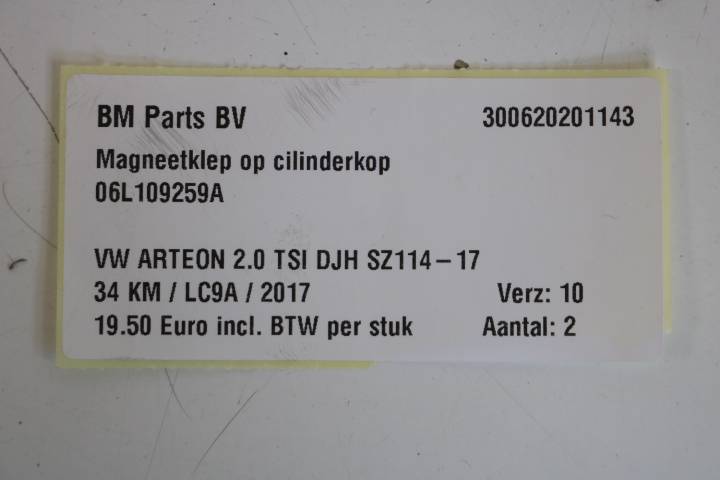 BM Parts BV 300620201143
Magneetklep op cilinderkop
06L109259A
VW ARTEON 2.0 TSI DJH SZ114-17
34 KM / LC9A / 2017 Verz: 10
19.50 Euro incl. BTW per stuk Aantal: 2